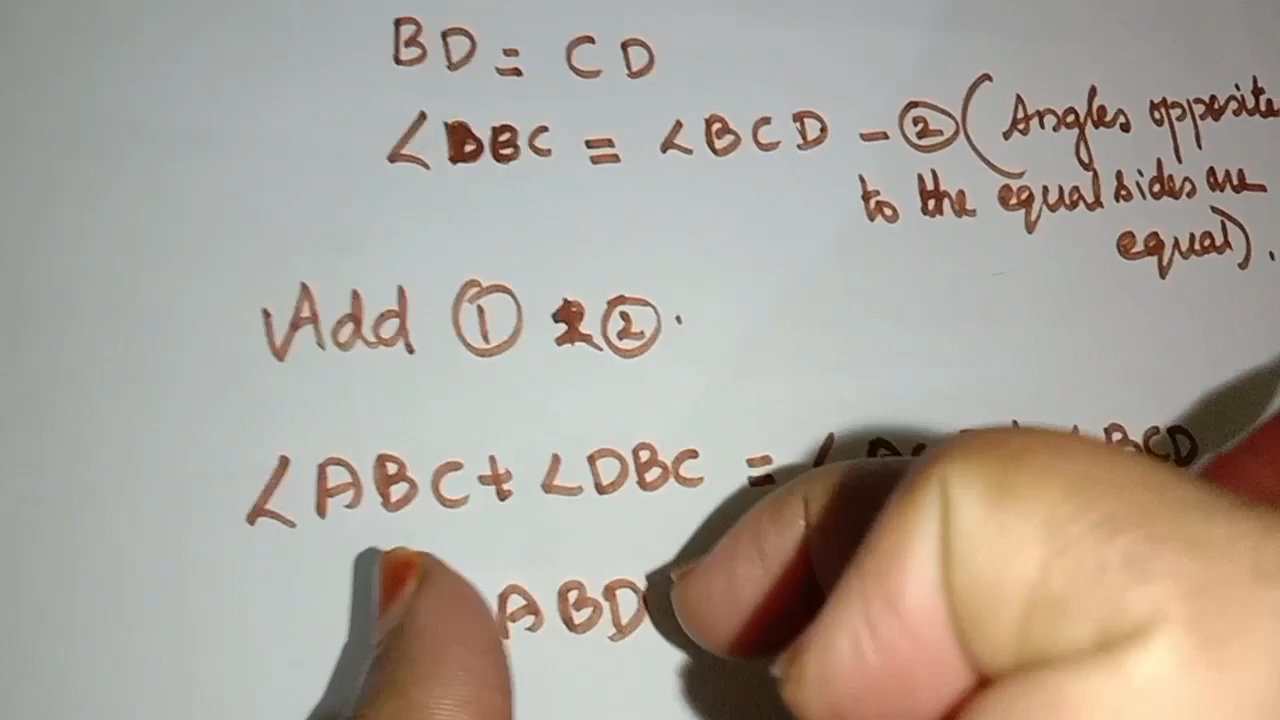 BD = CD
∠DBC = ∠BCD - ② (Angles opposite
to the equal sides are
equal).
Add ① & ②.
∠ABC + ∠DBC = ∠ BCD
ABD